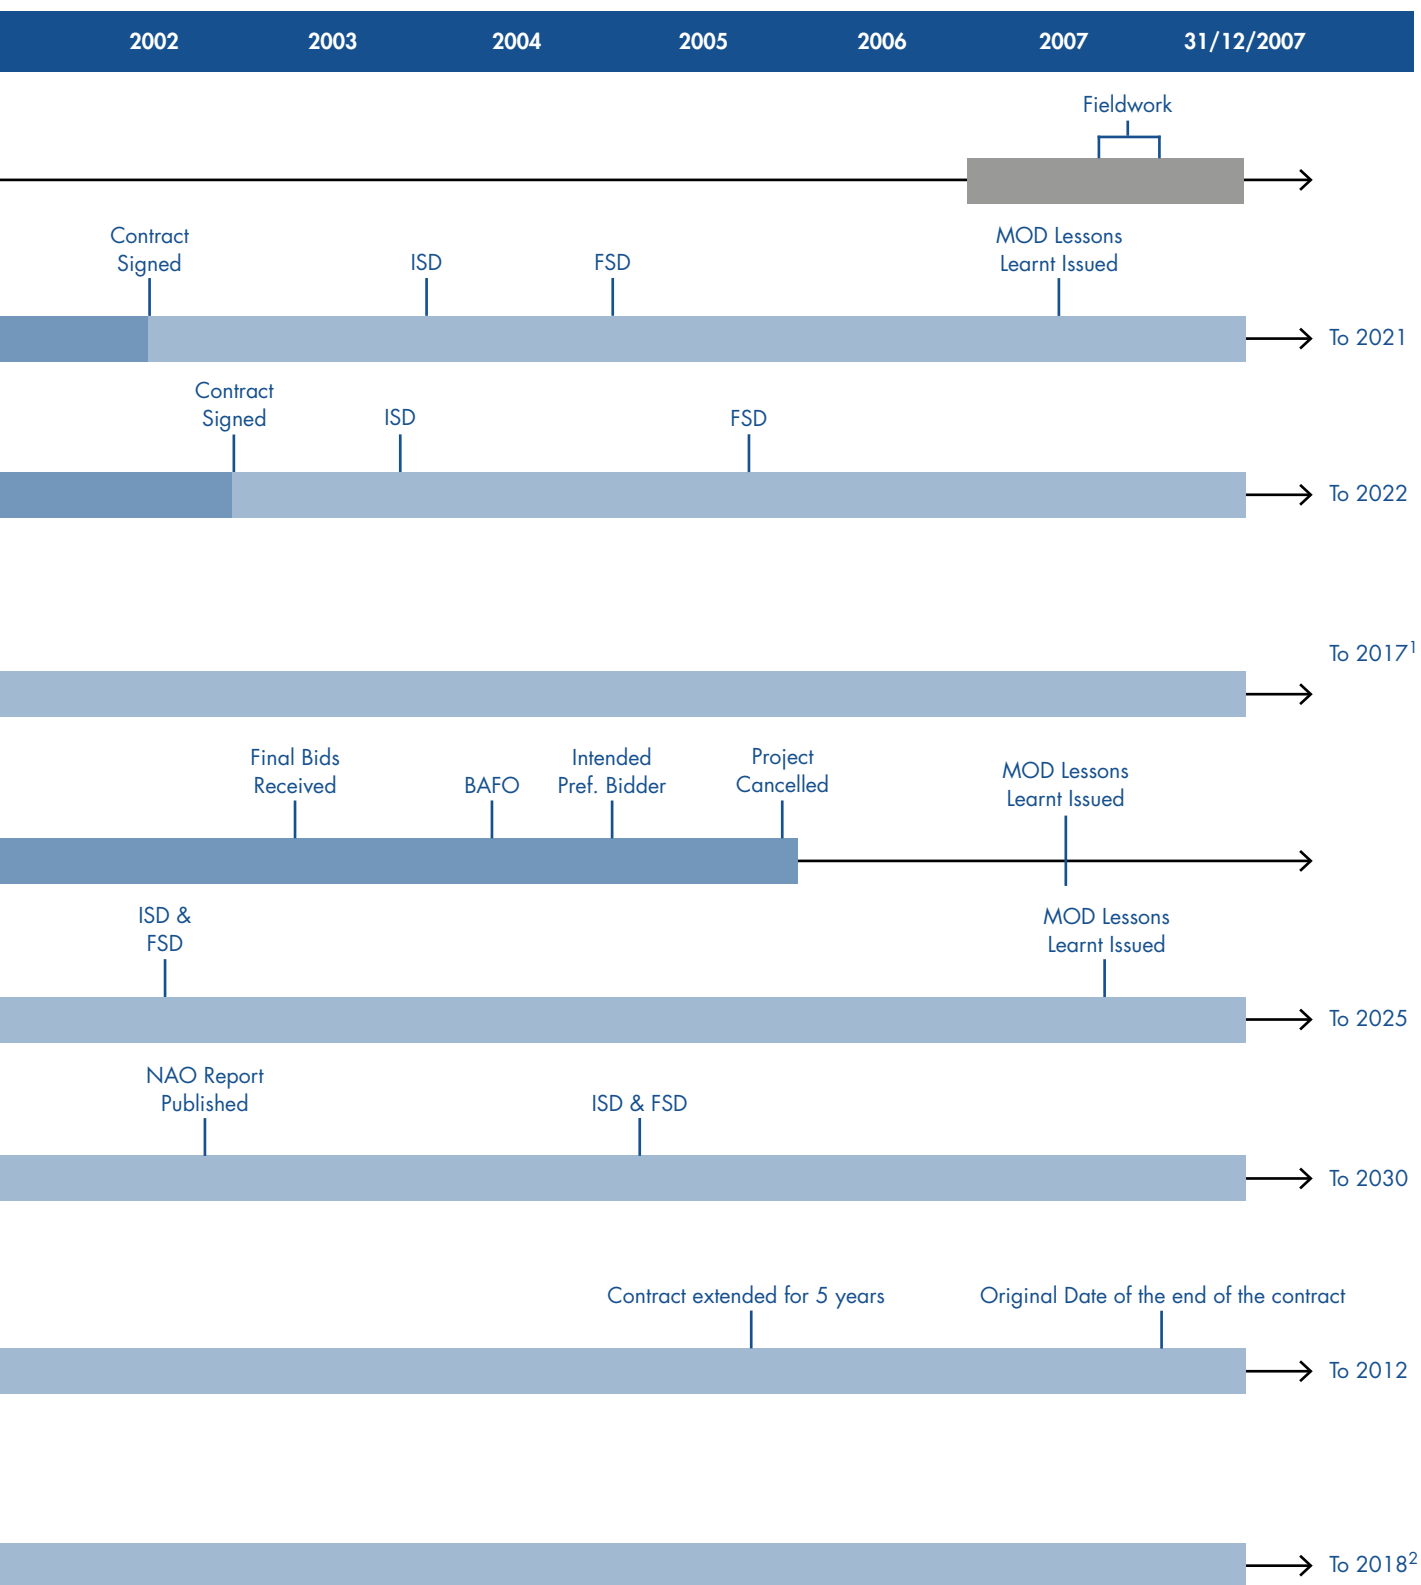 2002 2003 2004 2005 2006 2007 31/12/2007
Fieldwork
Contract
Signed
ISD
FSD
MOD Lessons
Learnt Issued
To 2021
Contract
Signed
ISD
FSD
To 2022
To 2017¹
Final Bids
Received
BAFO
Intended
Pref. Bidder
Project
Cancelled
MOD Lessons
Learnt Issued
ISD &
FSD
MOD Lessons
Learnt Issued
To 2025
NAO Report
Published
ISD & FSD
To 2030
Contract extended for 5 years
Original Date of the end of the contract
To 2012
To 2018²